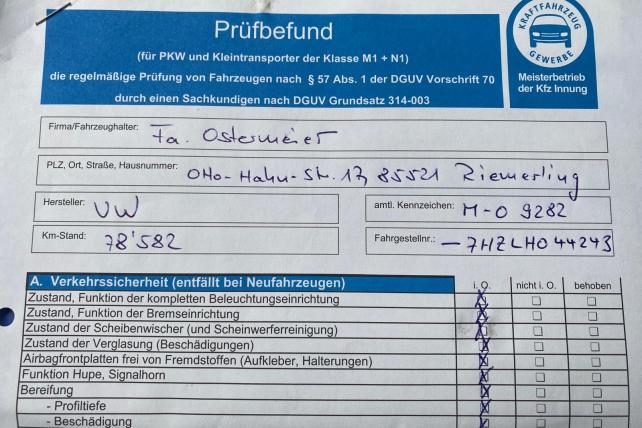 Prüfbefund
(für PKW und Kleintransporter der Klasse M1 + N1)
die regelmäßige Prüfung von Fahrzeugen nach § 57 Abs. 1 der DGUV Vorschrift 70
durch einen Sachkundigen nach DGUV Grundsatz 314-003
KRAFTFAHRZEUG
GEWERBE
Meisterbetrieb
der Kfz Innung
Firma/Fahrzeughalter: Fa. Ostermeier
PLZ, Ort, Straße, Hausnummer: Otto-Hahn-Str. 17, 85521 Riemerling
Hersteller: VW
amtl. Kennzeichen: M-O 9282
Km-Stand: 78'582
Fahrgestellnr.: – 7HZLH044243
A. Verkehrssicherheit (entfällt bei Neufahrzeugen) i. O. nicht i. O. behoben
Zustand, Funktion der kompletten Beleuchtungseinrichtung
Zustand, Funktion der Bremseinrichtung
Zustand der Scheibenwischer (und Scheinwerferreinigung)
Zustand der Verglasung (Beschädigungen)
Airbagfrontplatten frei von Fremdstoffen (Aufkleber, Halterungen)
Funktion Hupe, Signalhorn
Bereifung
- Profiltiefe
- Beschädigung